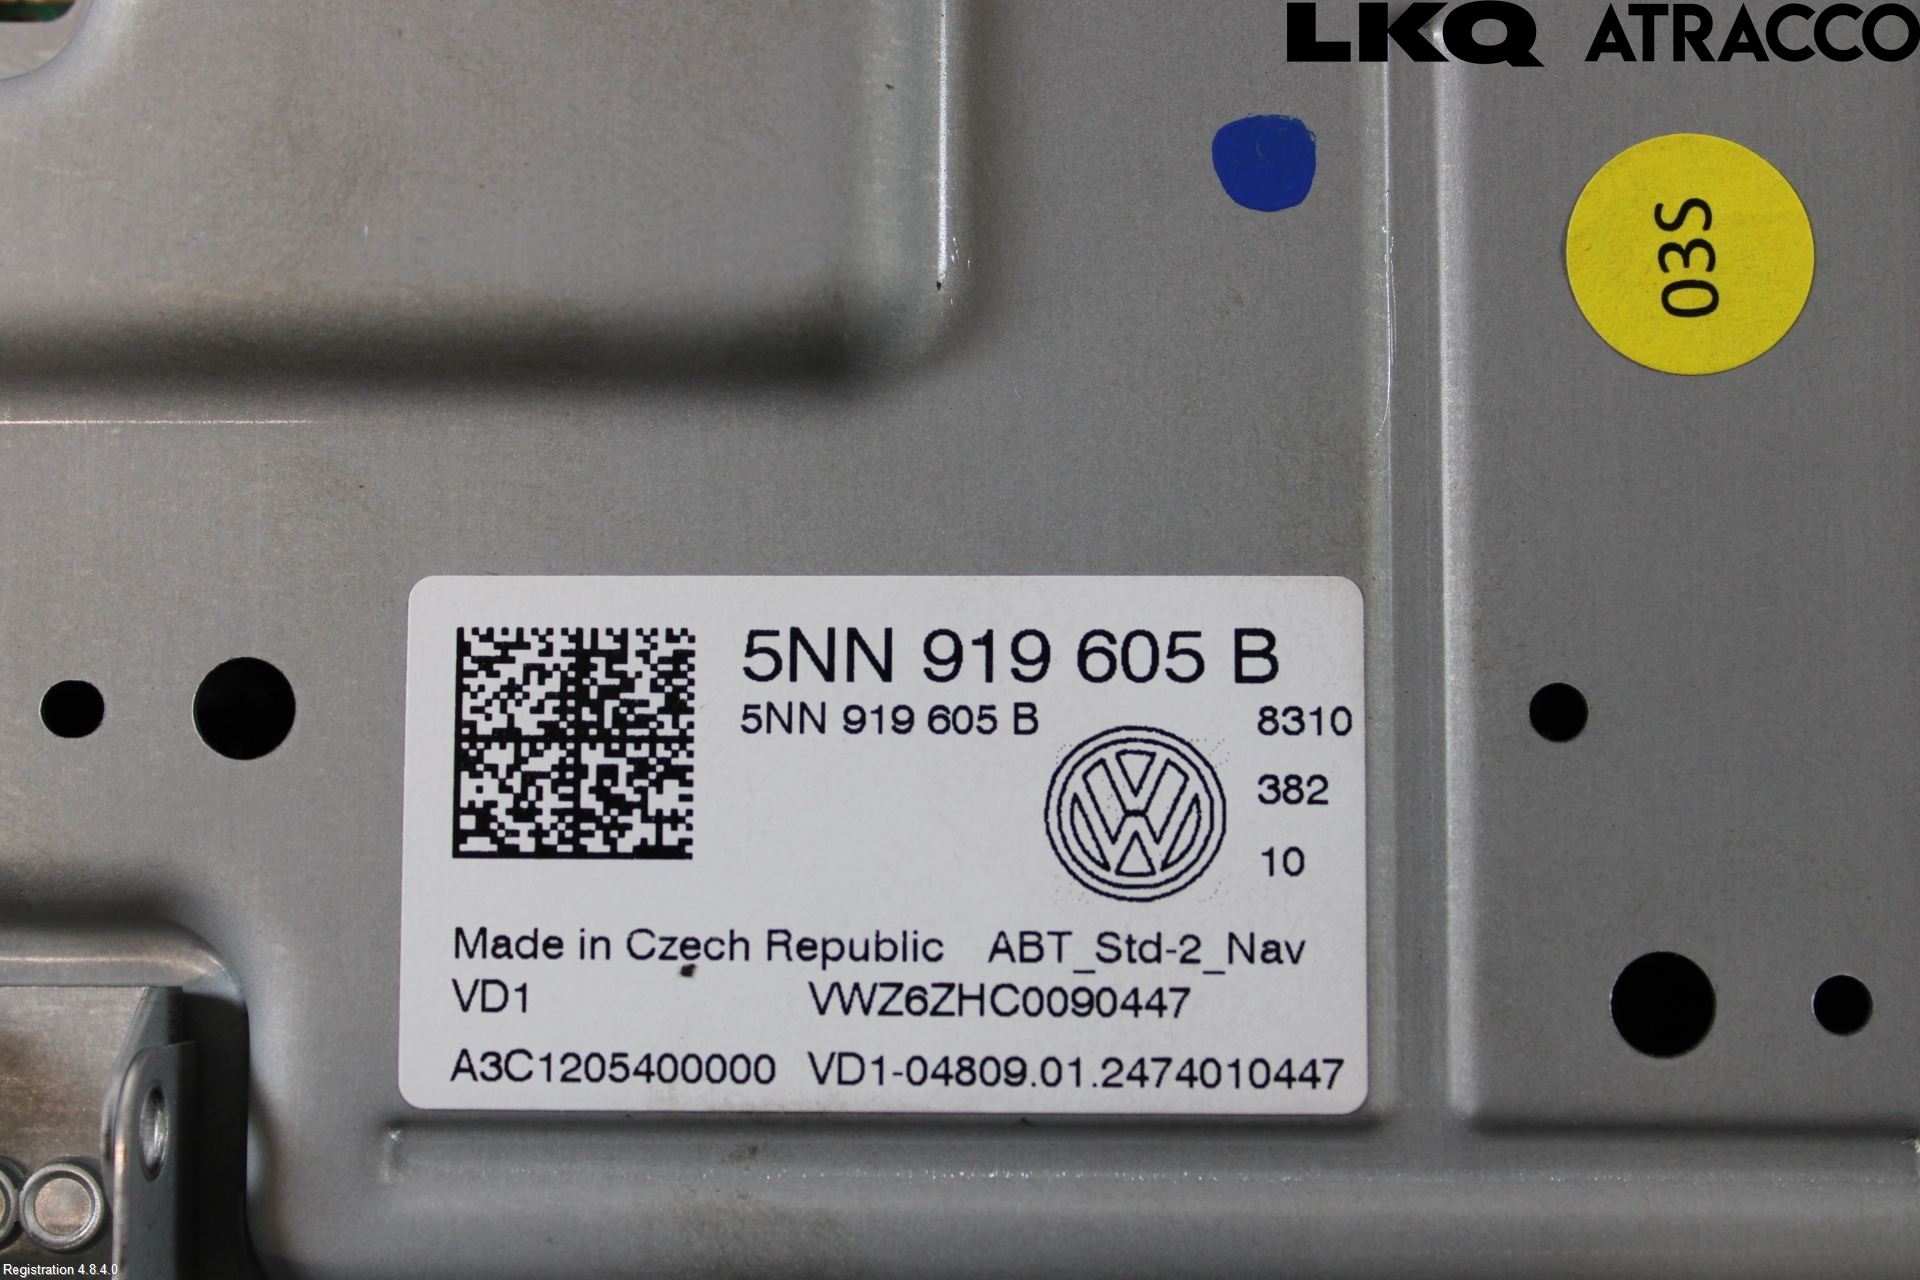 LKQ ATRACCO
03S
5NN 919 605 B
5NN 919 605 B
8310
382
10
Made in Czech Republic ABT_Std-2_Nav
VD1 VWZ6ZHC0090447
A3C1205400000 VD1-04809.01.2474010447
Registration 4.8.4.0